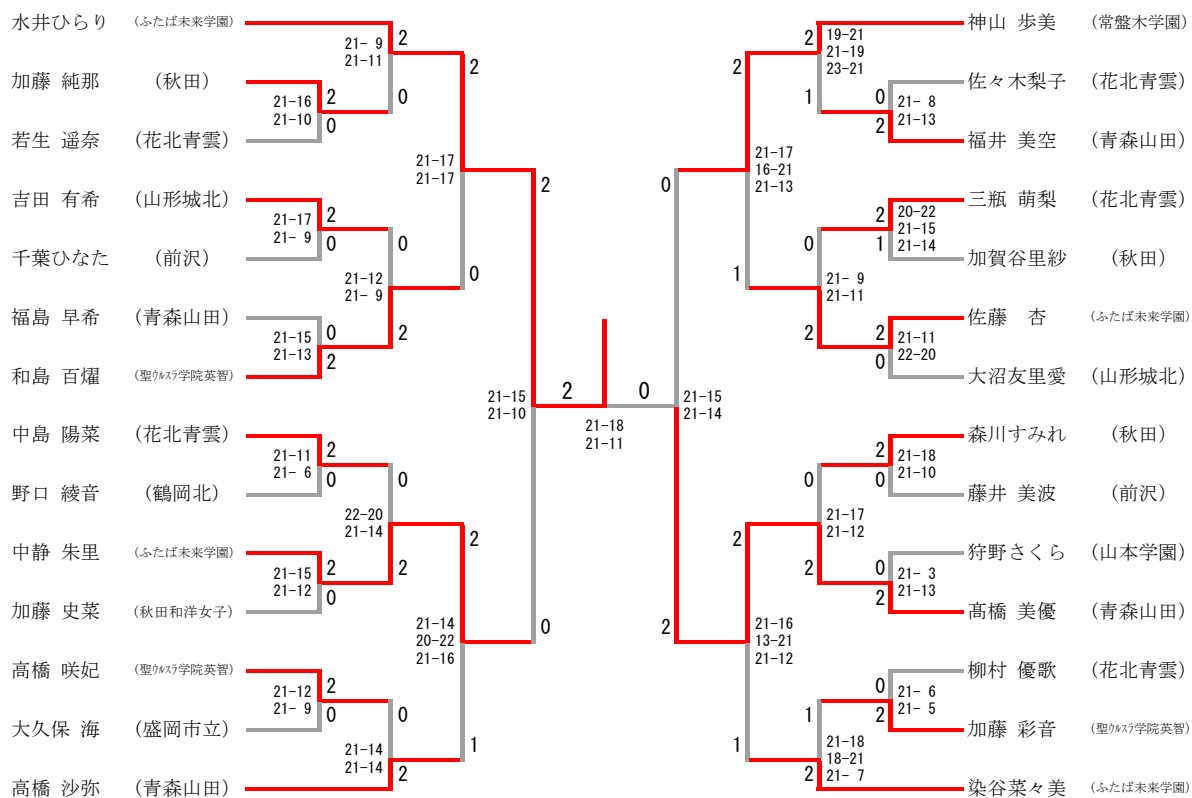 水井ひらり (ふたば未来学園)
21- 9 2
21-11
加藤 純那 (秋田)
21-16 2 0
21-10 0
若生 遥奈 (花北青雲)
2
21-17
21-17
吉田 有希 (山形城北)
21-17 2
21- 9 0 0
千葉ひなた (前沢)
21-12
21- 9
0
福島 早希 (青森山田)
21-15 0 2
21-13 2
和島 百燿 (聖ウルスラ学院英智)
2
21-15
21-10
中島 陽菜 (花北青雲)
21-11 2
21- 6 0 0
野口 綾音 (鶴岡北)
22-20
21-14
2
中静 朱里 (ふたば未来学園)
21-15 2 2
21-12 0
加藤 史菜 (秋田和洋女子)
21-14
20-22
21-16
0
高橋 咲妃 (聖ウルスラ学院英智)
21-12 2
21- 9 0 0
大久保 海 (盛岡市立)
21-14
21-14 2
1
高橋 沙弥 (青森山田)
2 0
21-18
21-11
神山 歩美 (常盤木学園)
2 19-21
21-19
23-21
佐々木梨子 (花北青雲)
1 0 21- 8
2 21-13
福井 美空 (青森山田)
2
21-17
16-21
21-13
三瓶 萌梨 (花北青雲)
2 20-22
0 1 21-15
21-14
加賀谷里紗 (秋田)
21- 9
21-11
1
佐藤 杏 (ふたば未来学園)
2 2 21-11
0 22-20
大沼友里愛 (山形城北)
0
21-15
21-14
森川すみれ (秋田)
2 21-18
0 0 21-10
藤井 美波 (前沢)
21-17
21-12
2
狩野さくら (山本学園)
2 0 21- 3
2 21-13
髙橋 美優 (青森山田)
2
21-16
13-21
21-12
柳村 優歌 (花北青雲)
0 21- 6
1 2 21- 5
加藤 彩音 (聖ウルスラ学院英智)
21-18
18-21
2 21- 7
1
染谷菜々美 (ふたば未来学園)